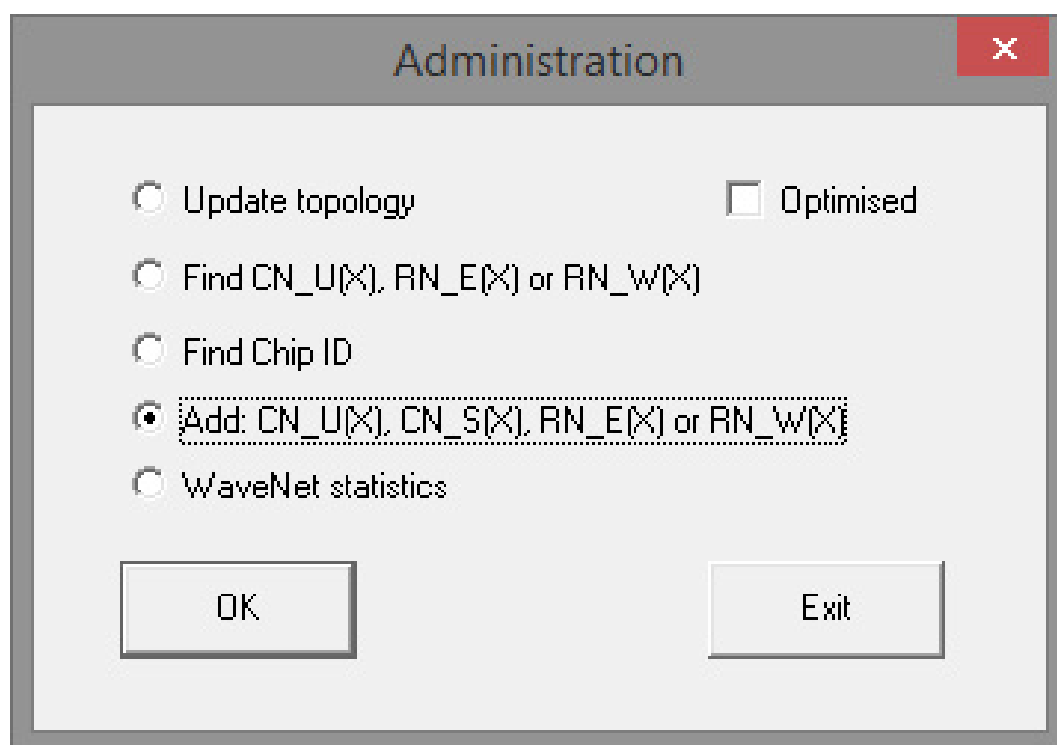 Administration
Update topology
Optimised
Find CN_U(X), RN_E(X) or RN_W(X)
Find Chip ID
Add: CN_U(X), CN_S(X), RN_E(X) or RN_W(X)
WaveNet statistics
OK
Exit